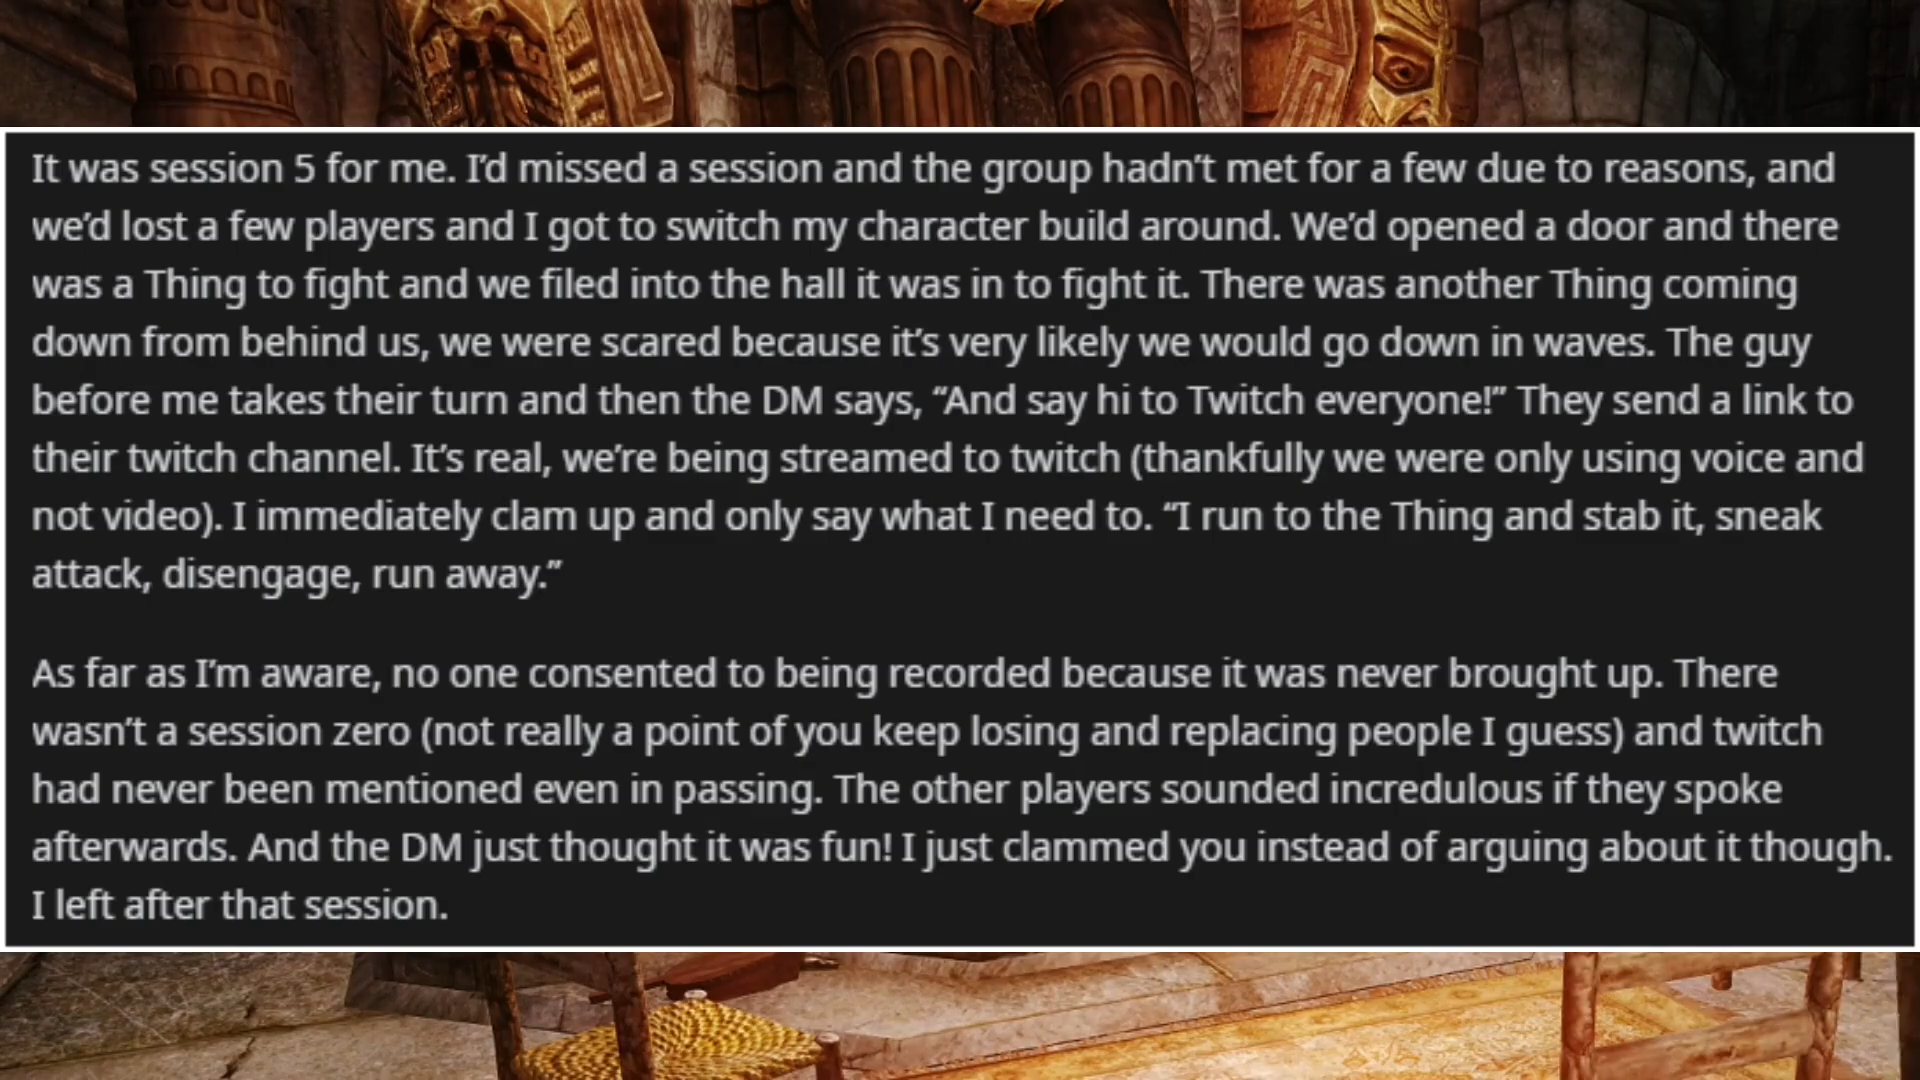 It was session 5 for me. I’d missed a session and the group hadn’t met for a few due to reasons, and
we’d lost a few players and I got to switch my character build around. We’d opened a door and there
was a Thing to fight and we filed into the hall it was in to fight it. There was another Thing coming
down from behind us, we were scared because it’s very likely we would go down in waves. The guy
before me takes their turn and then the DM says, “And say hi to Twitch everyone!” They send a link to
their twitch channel. It’s real, we’re being streamed to twitch (thankfully we were only using voice and
not video). I immediately clam up and only say what I need to. “I run to the Thing and stab it, sneak
attack, disengage, run away.”
As far as I’m aware, no one consented to being recorded because it was never brought up. There
wasn’t a session zero (not really a point of you keep losing and replacing people I guess) and twitch
had never been mentioned even in passing. The other players sounded incredulous if they spoke
afterwards. And the DM just thought it was fun! I just clammed you instead of arguing about it though.
I left after that session.